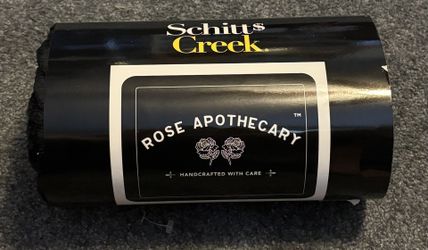 Schitt$
Creek®
ROSE APOTHECARY ™
HANDCRAFTED WITH CARE